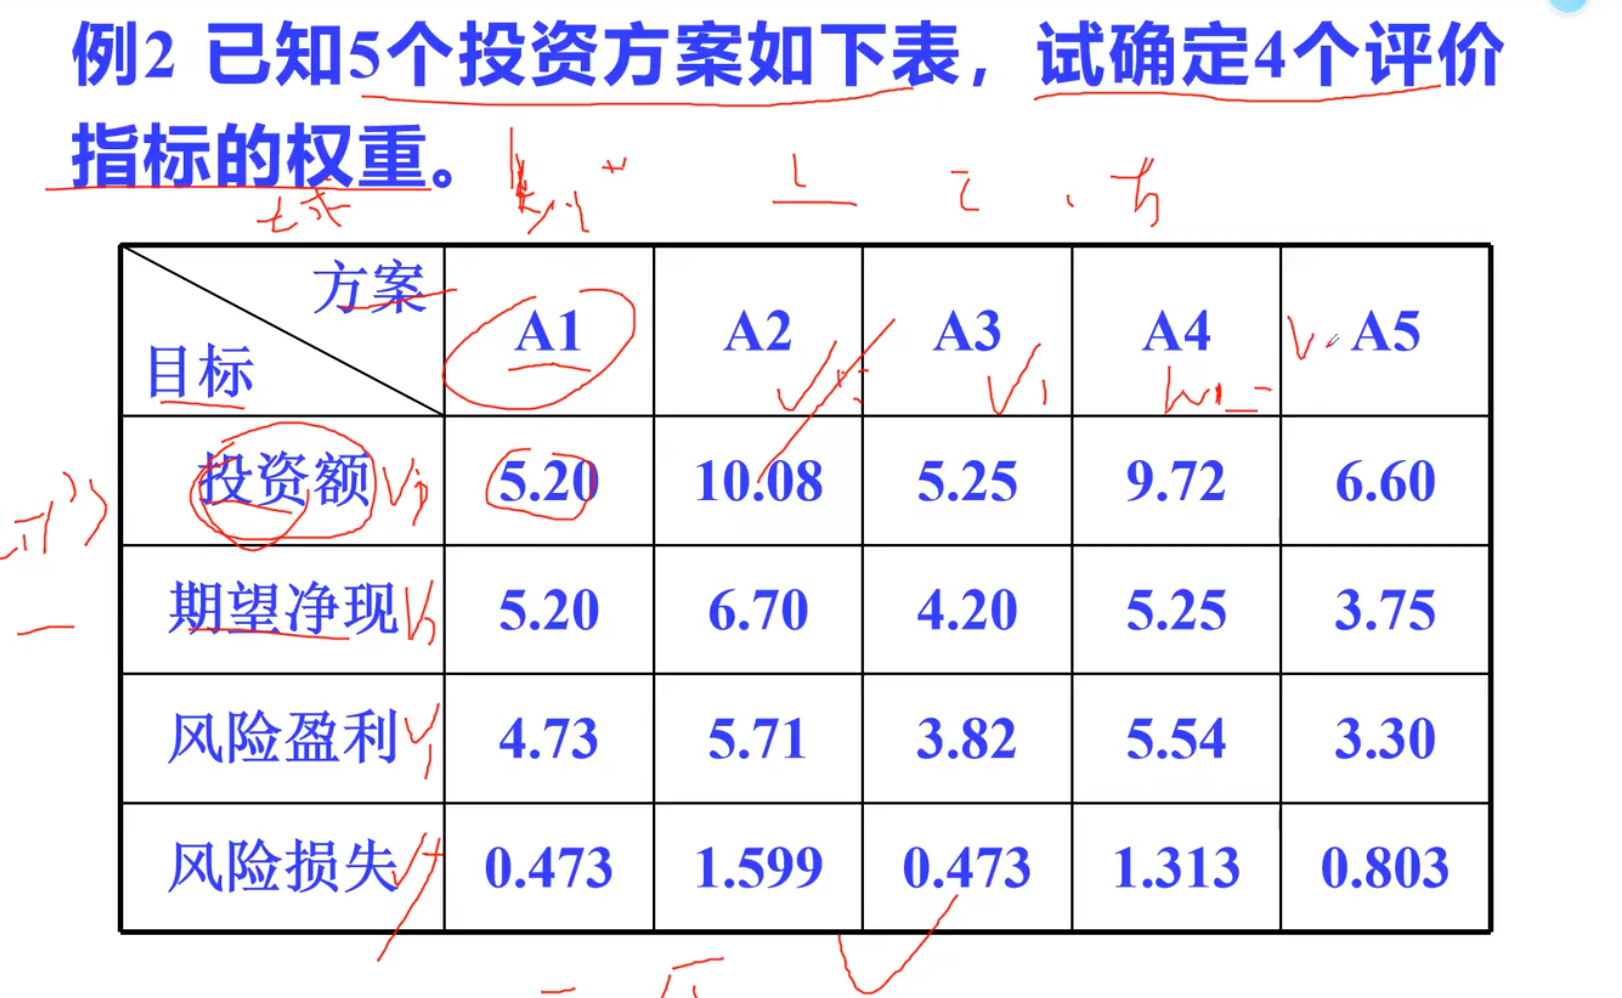 例2 已知5个投资方案如下表，试确定4个评价
指标的权重。
方案
目标 A1 A2 A3 A4 A5
投资额 5.20 10.08 5.25 9.72 6.60
期望净现 5.20 6.70 4.20 5.25 3.75
风险盈利 4.73 5.71 3.82 5.54 3.30
风险损失 0.473 1.599 0.473 1.313 0.803